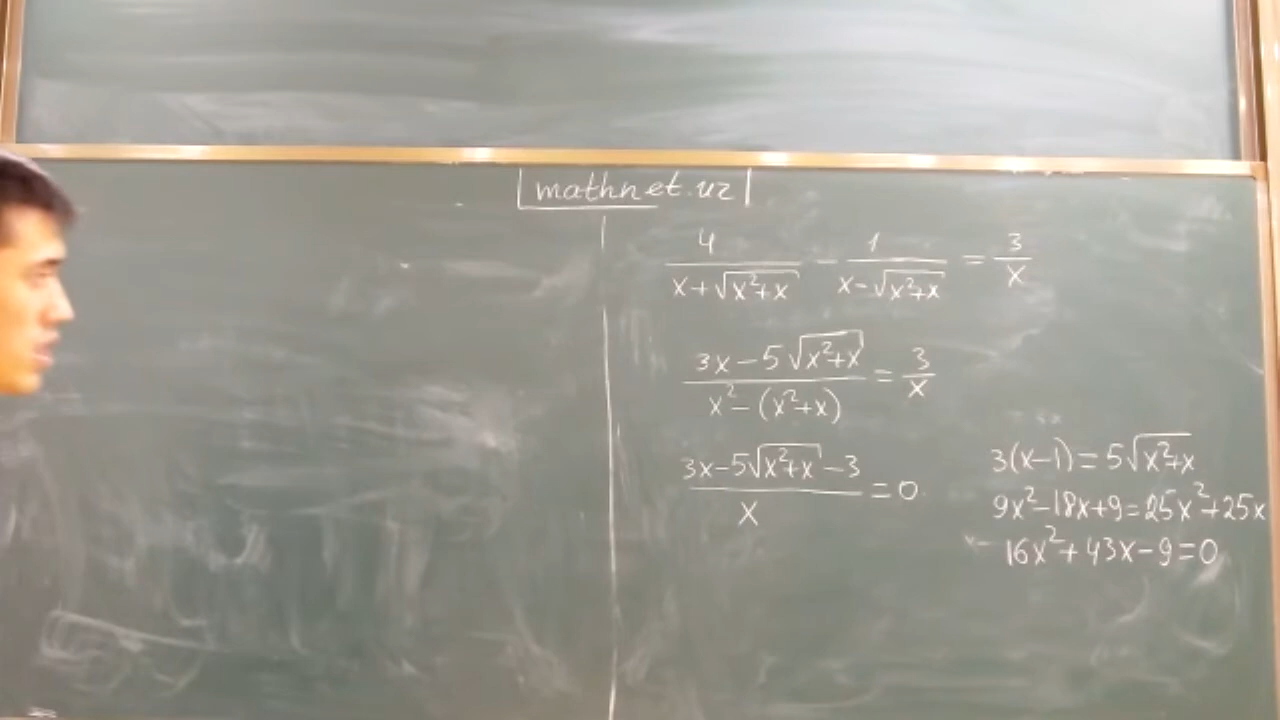 mathnet.uz
4/(x+√(x²+x)) - 1/(x-√(x²+x)) = 3/x
(3x-5√(x²+x))/(x²-(x²+x)) = 3/x
(3x-5√(x²+x)-3)/x = 0
3(x-1)=5√(x²+x)
9x²-18x+9=25x²+25x
16x²+43x-9=0